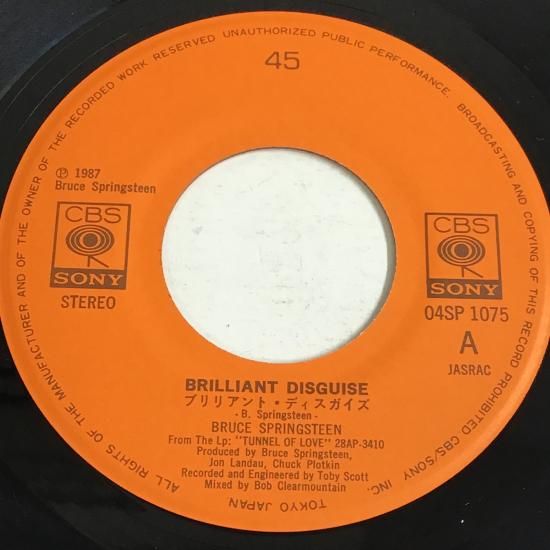 ALL RIGHTS OF THE MANUFACTURER AND OF THE OWNER OF THE RECORDED WORK RESERVED UNAUTHORIZED PUBLIC PERFORMANCE. BROADCASTING AND COPYING OF THIS RECORD PROHIBITED CBS/SONY INC. TOKYO JAPAN.
45
Ⓟ 1987
Bruce Springsteen
CBS
SONY
STEREO
CBS
SONY
04SP 1075
A
JASRAC
BRILLIANT DISGUISE
ブリリアント・ディスガイズ
- B. Springsteen -
BRUCE SPRINGSTEEN
From The Lp: "TUNNEL OF LOVE" 28AP-3410
Produced by Bruce Springsteen,
Jon Landau, Chuck Plotkin
Recorded and Engineered by Toby Scott
Mixed by Bob Clearmountain